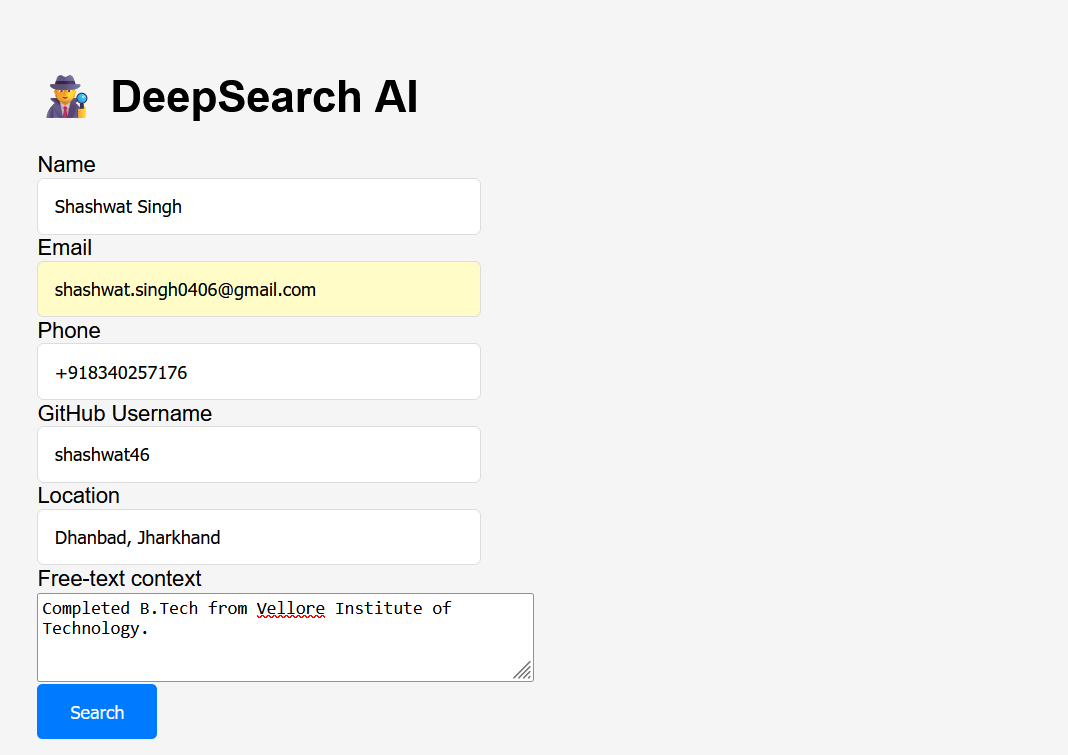 DeepSearch AI
Name
Shashwat Singh
Email
shashwat.singh0406@gmail.com
Phone
+918340257176
GitHub Username
shashwat46
Location
Dhanbad, Jharkhand
Free-text context
Completed B.Tech from Vellore Institute of
Technology.
Search